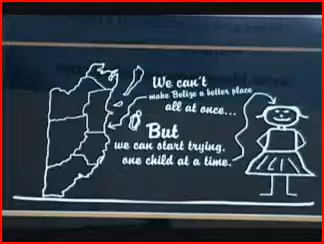 We can't
make Belize a better place
all at once...
But
we can start trying,
one child at a time.